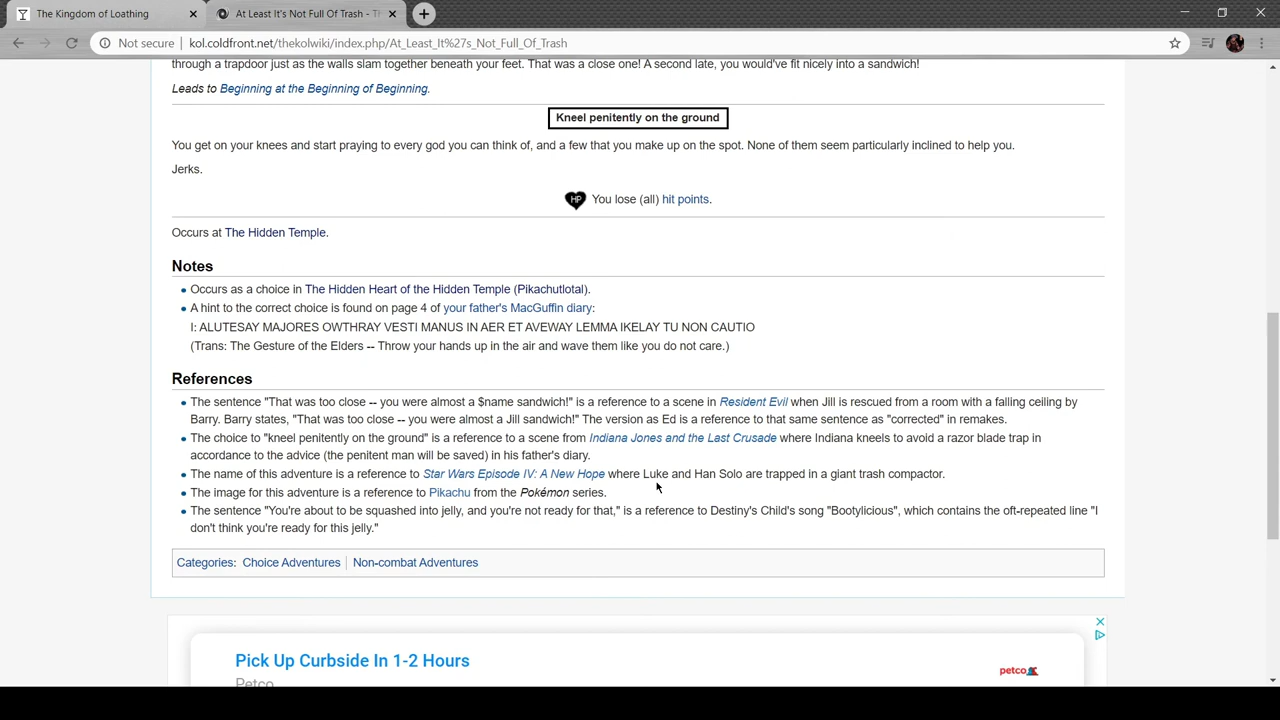 The Kingdom of Loathing
At Least It's Not Full Of Trash - T
Not secure | kol.coldfront.net/thekolwiki/index.php/At_Least_It%27s_Not_Full_Of_Trash
through a trapdoor just as the walls slam together beneath your feet. That was a close one! A second late, you would've fit nicely into a sandwich!
Leads to Beginning at the Beginning of Beginning.
Kneel penitently on the ground
You get on your knees and start praying to every god you can think of, and a few that you make up on the spot. None of them seem particularly inclined to help you.
Jerks.
HP You lose (all) hit points.
Occurs at The Hidden Temple.
Notes
Occurs as a choice in The Hidden Heart of the Hidden Temple (Pikachutlotal).
A hint to the correct choice is found on page 4 of your father's MacGuffin diary:
I: ALUTESAY MAJORES OWTHRAY VESTI MANUS IN AER ET AVEWAY LEMMA IKELAY TU NON CAUTIO
(Trans: The Gesture of the Elders -- Throw your hands up in the air and wave them like you do not care.)
References
The sentence "That was too close -- you were almost a $name sandwich!" is a reference to a scene in Resident Evil when Jill is rescued from a room with a falling ceiling by
Barry. Barry states, "That was too close -- you were almost a Jill sandwich!" The version as Ed is a reference to that same sentence as "corrected" in remakes.
The choice to "kneel penitently on the ground" is a reference to a scene from Indiana Jones and the Last Crusade where Indiana kneels to avoid a razor blade trap in
accordance to the advice (the penitent man will be saved) in his father's diary.
The name of this adventure is a reference to Star Wars Episode IV: A New Hope where Luke and Han Solo are trapped in a giant trash compactor.
The image for this adventure is a reference to Pikachu from the Pokémon series.
The sentence "You're about to be squashed into jelly, and you're not ready for that," is a reference to Destiny's Child's song "Bootylicious", which contains the oft-repeated line "I
don't think you're ready for this jelly."
Categories: Choice Adventures | Non-combat Adventures
Pick Up Curbside In 1-2 Hours
petco
Petco